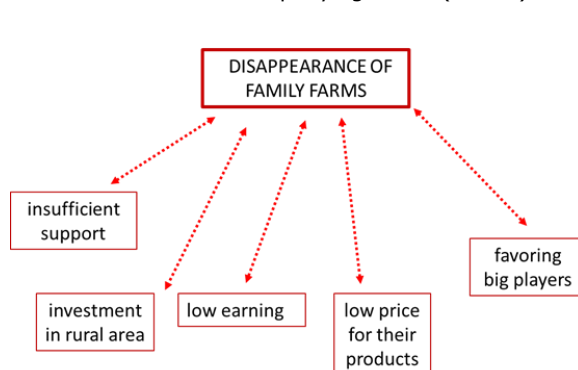 DISAPPEARANCE OF
FAMILY FARMS
insufficient
support
favoring
big players
investment
in rural area
low earning
low price
for their
products